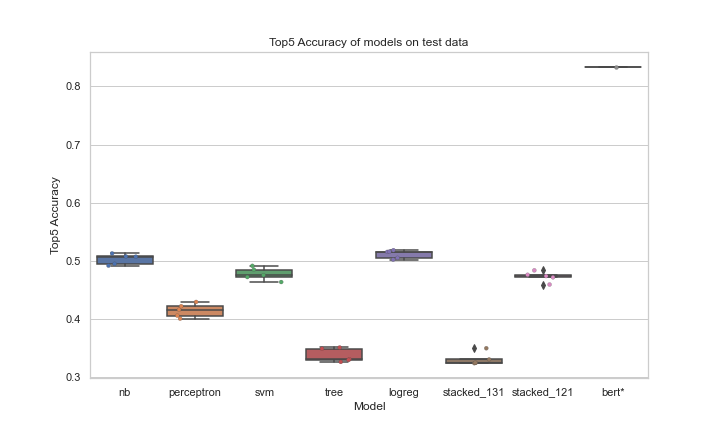 Top5 Accuracy of models on test data
Top5 Accuracy
0.8
0.7
0.6
0.5
0.4
0.3
nb perceptron svm tree logreg stacked_131 stacked_121 bert*
Model